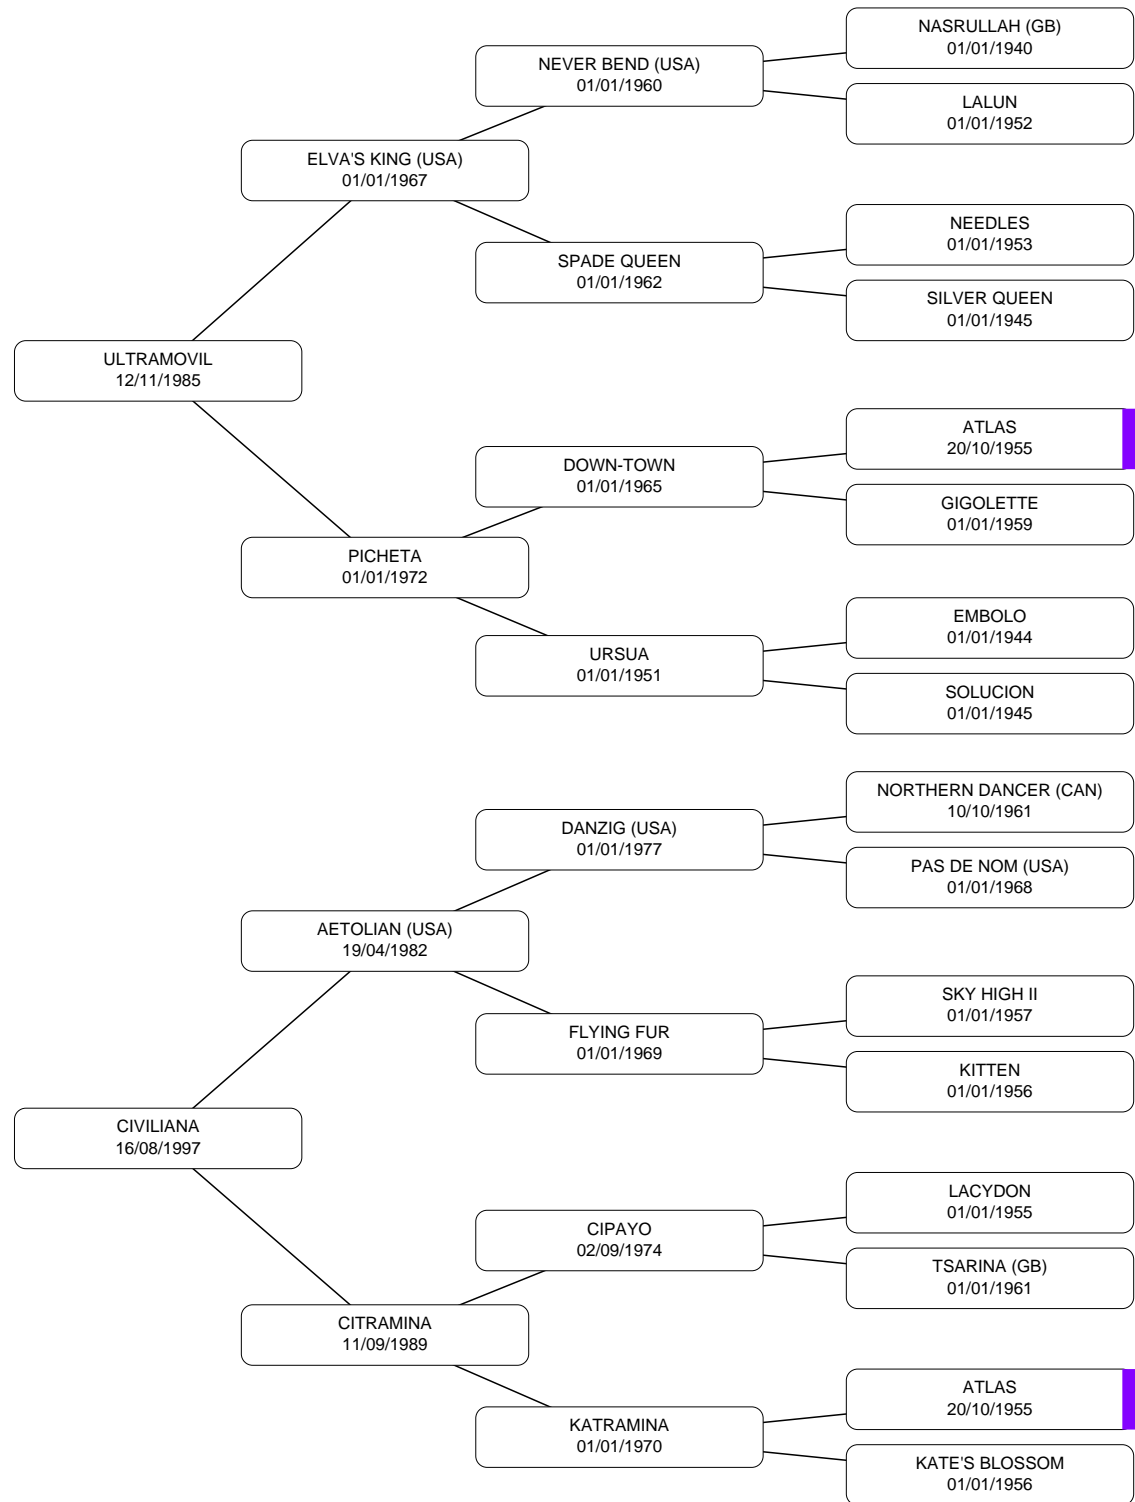 NASRULLAH (GB)
01/01/1940
NEVER BEND (USA)
01/01/1960
LALUN
01/01/1952
ELVA'S KING (USA)
01/01/1967
NEEDLES
01/01/1953
SPADE QUEEN
01/01/1962
SILVER QUEEN
01/01/1945
ULTRAMOVIL
12/11/1985
ATLAS
20/10/1955
DOWN-TOWN
01/01/1965
GIGOLETTE
01/01/1959
PICHETA
01/01/1972
EMBOLO
01/01/1944
URSUA
01/01/1951
SOLUCION
01/01/1945
NORTHERN DANCER (CAN)
10/10/1961
DANZIG (USA)
01/01/1977
PAS DE NOM (USA)
01/01/1968
AETOLIAN (USA)
19/04/1982
SKY HIGH II
01/01/1957
FLYING FUR
01/01/1969
KITTEN
01/01/1956
CIVILIANA
16/08/1997
LACYDON
01/01/1955
CIPAYO
02/09/1974
TSARINA (GB)
01/01/1961
CITRAMINA
11/09/1989
ATLAS
20/10/1955
KATRAMINA
01/01/1970
KATE'S BLOSSOM
01/01/1956